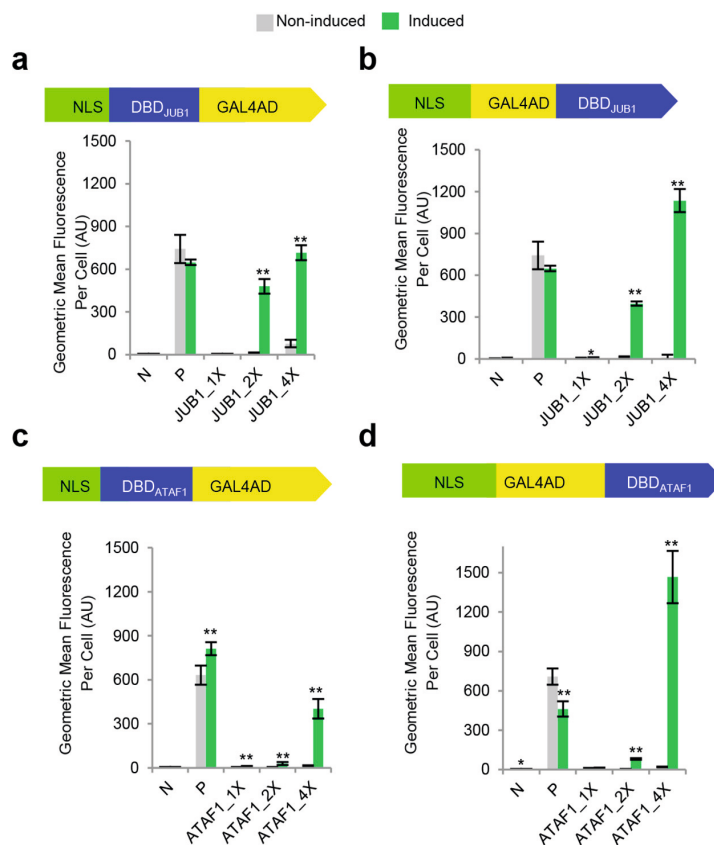 Non-induced Induced
a
NLS DBDJUB1 GAL4AD
Geometric Mean Fluorescence
Per Cell (AU)
1500
1200
900
600
300
0
** **
N P JUB1_1X JUB1_2X JUB1_4X
b
NLS GAL4AD DBDJUB1
Geometric Mean Fluorescence
Per Cell (AU)
1500
1200
900
600
300
0
* ** **
N P JUB1_1X JUB1_2X JUB1_4X
c
NLS DBDATAF1 GAL4AD
Geometric Mean Fluorescence
Per Cell (AU)
1500
1200
900
600
300
0
** ** ** **
N P ATAF1_1X ATAF1_2X ATAF1_4X
d
NLS GAL4AD DBDATAF1
Geometric Mean Fluorescence
Per Cell (AU)
1500
1200
900
600
300
0
* ** ** **
N P ATAF1_1X ATAF1_2X ATAF1_4X